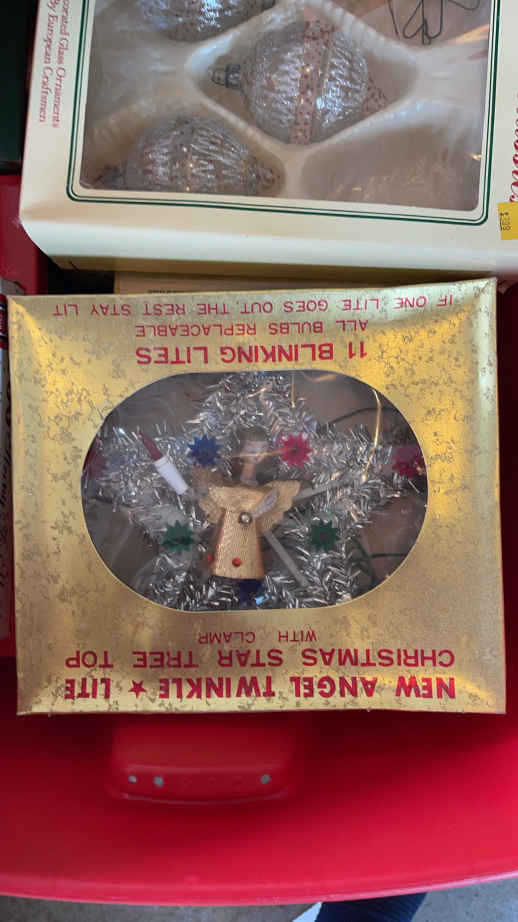 NEW ANGEL TWINKLE ★ LITE
CHRISTMAS STAR TREE TOP
WITH CLAMP
11 BLINKING LITES
ALL BULBS REPLACEABLE
IF ONE LITE GOES OUT, THE REST STAY LIT
Glass Ornaments
by European Craftsmen